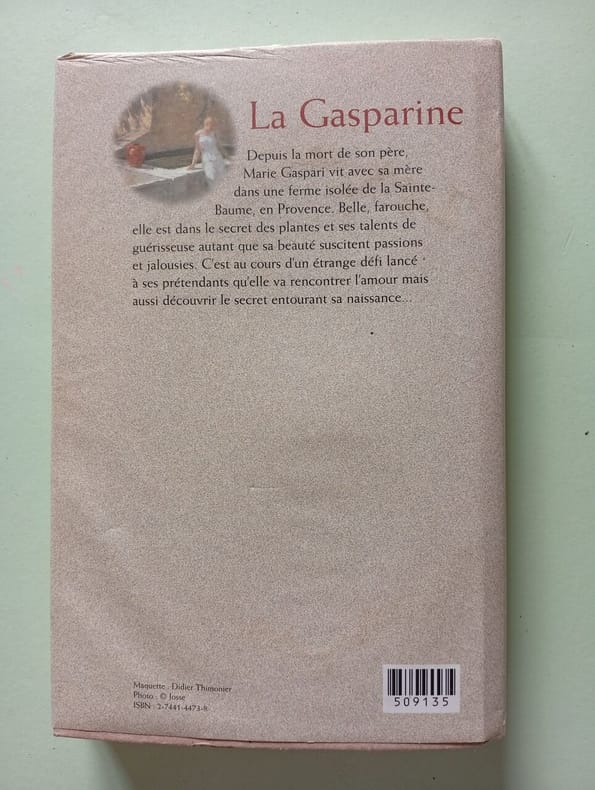 La Gasparine
Depuis la mort de son père,
Marie Gaspari vit avec sa mère
dans une ferme isolée de la Sainte-
Baume, en Provence. Belle, farouche,
elle est dans le secret des plantes et ses talents de
guérisseuse autant que sa beauté suscitent passions
et jalousies. C'est au cours d'un étrange défi lancé
à ses prétendants qu'elle va rencontrer l'amour mais
aussi découvrir le secret entourant sa naissance...
Maquette : Didier Thimonier
Photo : © Josse
ISBN : 2-7441-4473-8
509135